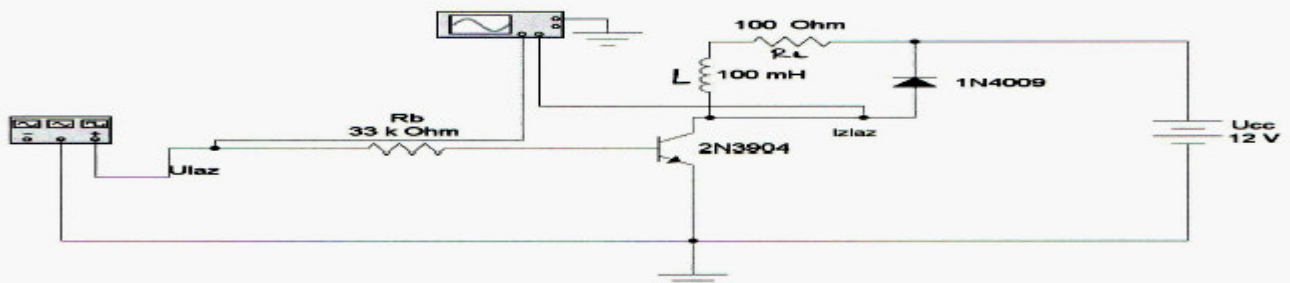 100 Ohm
RL
L
100 mH
1N4009
Rb
33 k Ohm
Izlaz
Ucc
12 V
2N3904
Ulaz